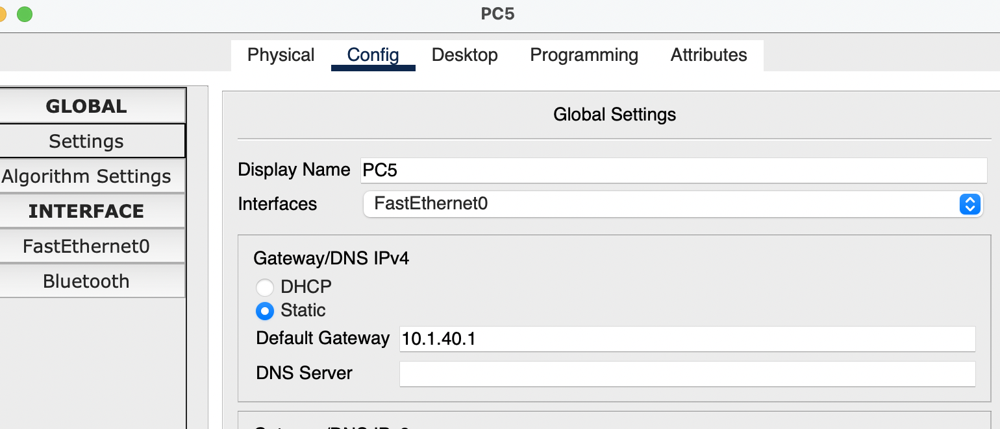 PC5
Physical Config Desktop Programming Attributes
GLOBAL
Settings
Algorithm Settings
INTERFACE
FastEthernet0
Bluetooth
Global Settings
Display Name PC5
Interfaces FastEthernet0
Gateway/DNS IPv4
DHCP
Static
Default Gateway 10.1.40.1
DNS Server